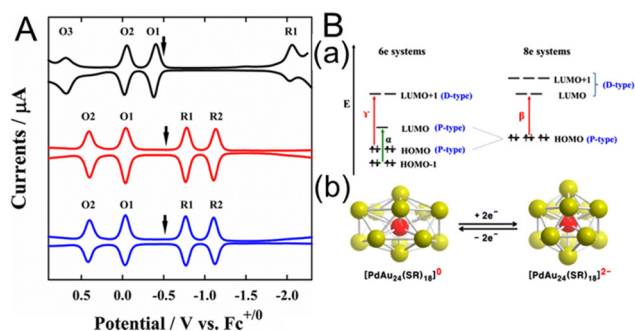 A
O3 O2 O1 R1
O2 O1 R1 R2
O2 O1 R1 R2
Currents / μA
0.5 0.0 -0.5 -1.0 -1.5 -2.0
Potential / V vs. Fc+/0
B
(a)
6e systems 8e systems
E
LUMO+1 (D-type)
LUMO (P-type)
HOMO (P-type)
HOMO-1
γ
α
LUMO+1
LUMO
(D-type)
β
HOMO (P-type)
(b)
+ 2e−
− 2e−
[PdAu24(SR)18]0
[PdAu24(SR)18]2−